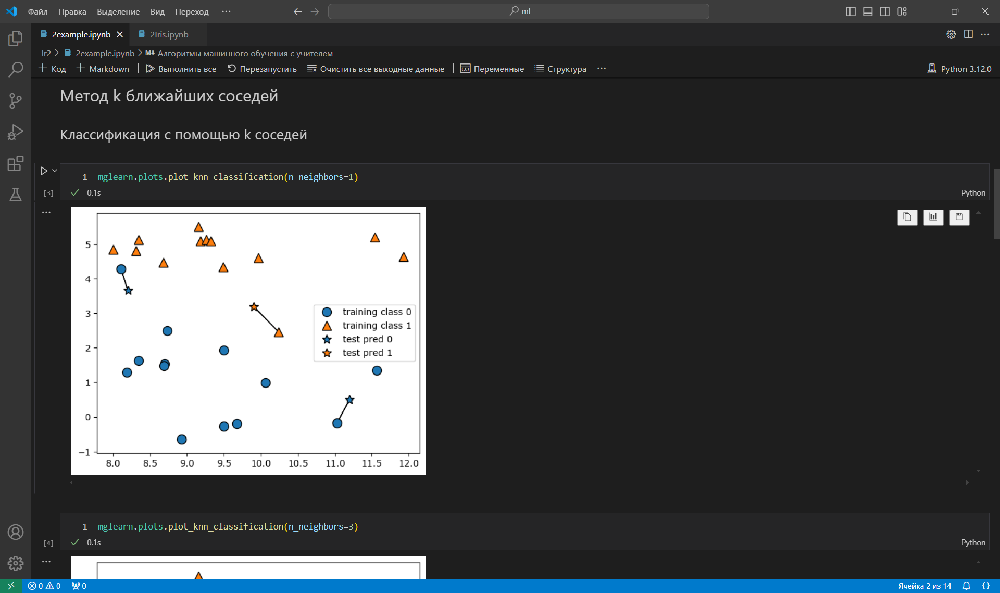 Файл Правка Выделение Вид Переход ··· ml
2example.ipynb 2Iris.ipynb
lr2 > 2example.ipynb > M↓ Алгоритмы машинного обучения с учителем
+ Код + Markdown | Выполнить все Перезапустить Очистить все выходные данные | Переменные Структура ··· Python 3.12.0
Метод k ближайших соседей
Классификация с помощью k соседей
1 mglearn.plots.plot_knn_classification(n_neighbors=1)
[3] 0.1s Python
5
4
3
2
1
0
−1
training class 0
training class 1
test pred 0
test pred 1
8.0 8.5 9.0 9.5 10.0 10.5 11.0 11.5 12.0
1 mglearn.plots.plot_knn_classification(n_neighbors=3)
[4] 0.1s Python
0 0 0 Ячейка 2 из 14 {}